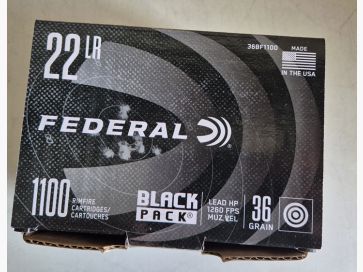 22 LR
36BF1100
MADE
IN THE USA
FEDERAL
1100
RIMFIRE
CARTRIDGES/
CARTOUCHES
BLACK
PACK®
LEAD HP
1260 FPS
MUZ VEL
36
GRAIN